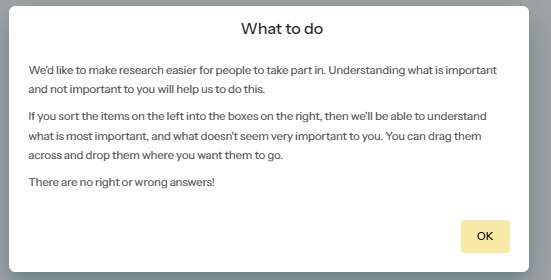 What to do
We'd like to make research easier for people to take part in. Understanding what is important
and not important to you will help us to do this.
If you sort the items on the left into the boxes on the right, then we'll be able to understand
what is most important, and what doesn't seem very important to you. You can drag them
across and drop them where you want them to go.
There are no right or wrong answers!
OK